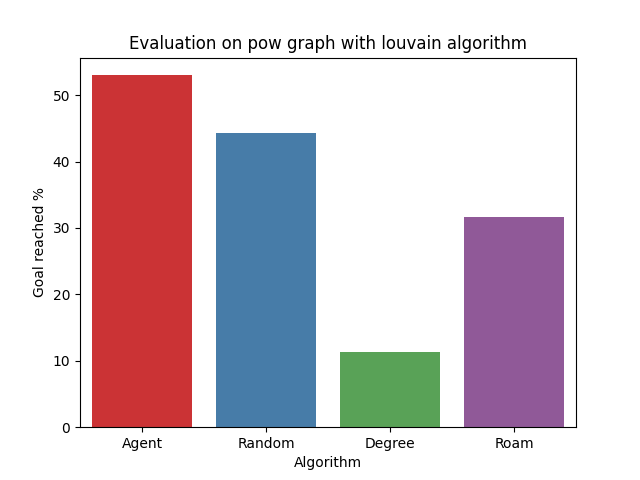 Evaluation on pow graph with louvain algorithm
Goal reached %
50
40
30
20
10
0
Agent Random Degree Roam
Algorithm